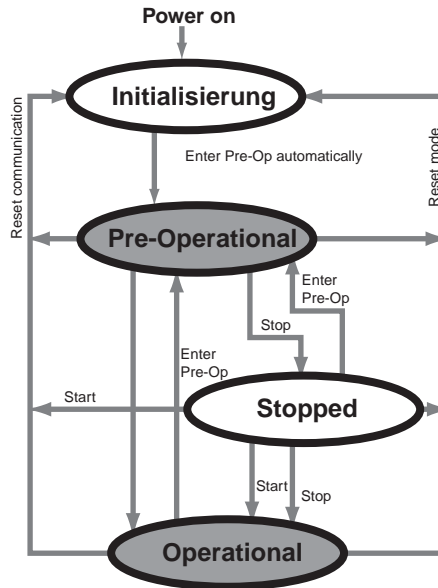 Power on
Initialisierung
Enter Pre-Op automatically
Reset communication
Reset mode
Pre-Operational
Enter
Pre-Op
Stop
Enter
Pre-Op
Start
Stopped
Start
Stop
Operational